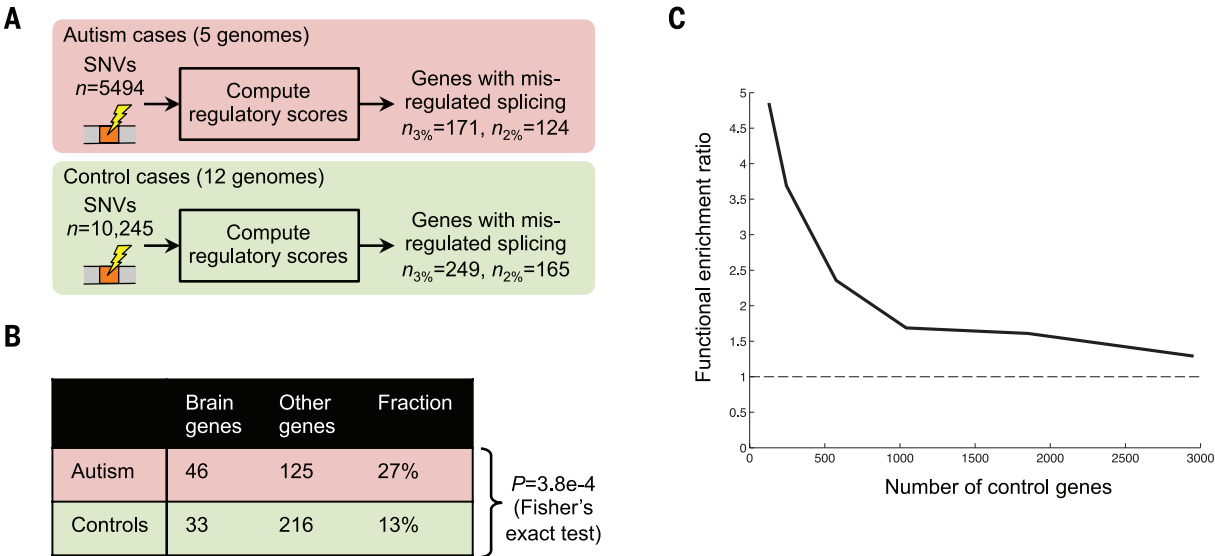 A
Autism cases (5 genomes)
SNVs
n=5494
Compute
regulatory scores
Genes with mis-
regulated splicing
n3%=171, n2%=124
Control cases (12 genomes)
SNVs
n=10,245
Compute
regulatory scores
Genes with mis-
regulated splicing
n3%=249, n2%=165
B
Brain
genes
Other
genes
Fraction
Autism 46 125 27%
Controls 33 216 13%
P=3.8e-4
(Fisher's
exact test)
C
Functional enrichment ratio
5
4.5
4
3.5
3
2.5
2
1.5
1
0.5
0
0 500 1000 1500 2000 2500 3000
Number of control genes